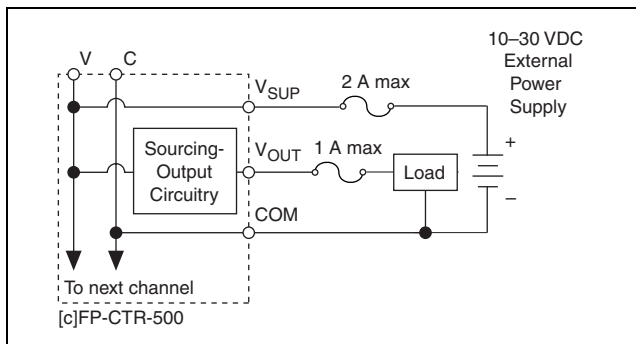 V
C
10–30 VDC
External
Power
Supply
VSUP
2 A max
+
Sourcing-
Output
Circuitry
VOUT
1 A max
Load
–
COM
To next channel
[c]FP-CTR-500